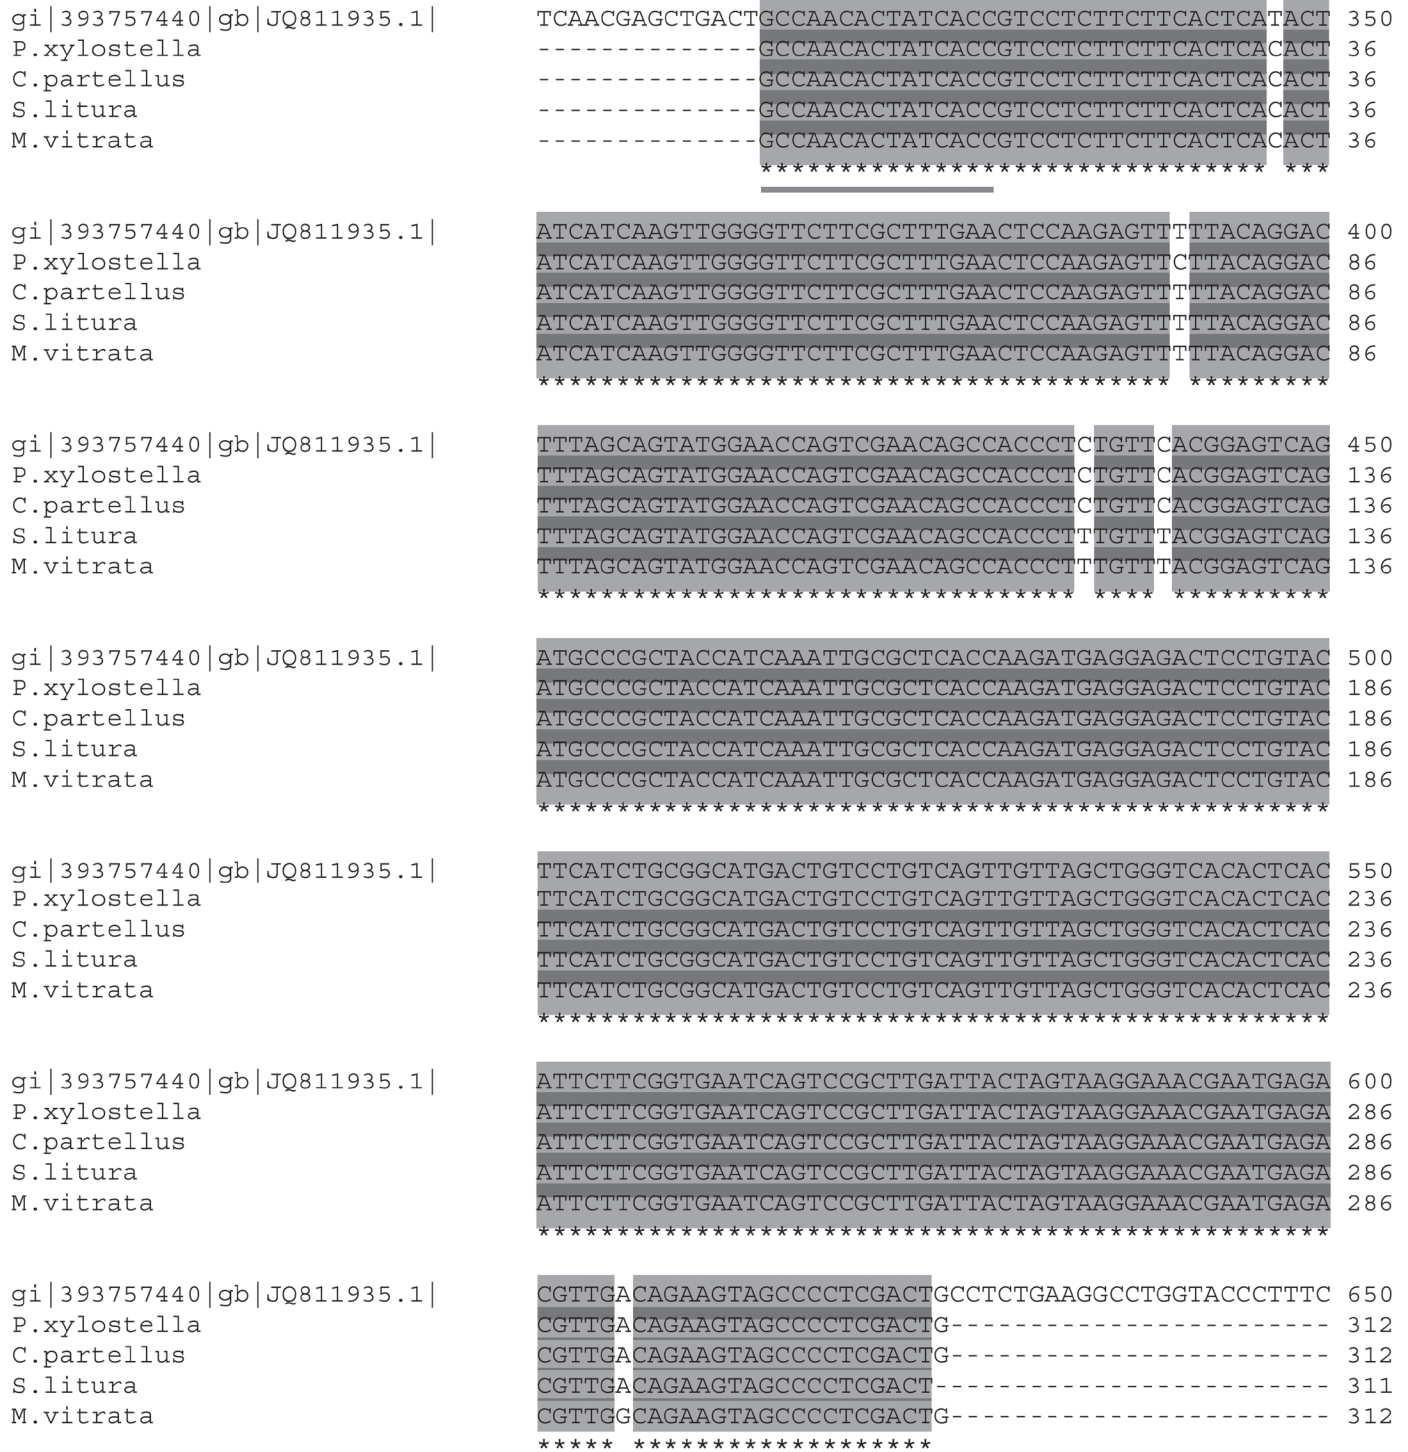 gi|393757440|gb|JQ811935.1| TCAACGAGCTGACTGCCAACACTATCACCGTCCTCTTCTTCACTCATACT 350
P.xylostella --------------GCCAACACTATCACCGTCCTCTTCTTCACTCACACT 36
C.partellus --------------GCCAACACTATCACCGTCCTCTTCTTCACTCACACT 36
S.litura --------------GCCAACACTATCACCGTCCTCTTCTTCACTCACACT 36
M.vitrata --------------GCCAACACTATCACCGTCCTCTTCTTCACTCACACT 36
******************************** ***
gi|393757440|gb|JQ811935.1| ATCATCAAGTTGGGGTTCTTCGCTTTGAACTCCAAGAGTTTTTACAGGAC 400
P.xylostella ATCATCAAGTTGGGGTTCTTCGCTTTGAACTCCAAGAGTTCTTACAGGAC 86
C.partellus ATCATCAAGTTGGGGTTCTTCGCTTTGAACTCCAAGAGTTTTTACAGGAC 86
S.litura ATCATCAAGTTGGGGTTCTTCGCTTTGAACTCCAAGAGTTTTTACAGGAC 86
M.vitrata ATCATCAAGTTGGGGTTCTTCGCTTTGAACTCCAAGAGTTTTTACAGGAC 86
**************************************** *********
gi|393757440|gb|JQ811935.1| TTTAGCAGTATGGAACCAGTCGAACAGCCACCCTCTGTTCACGGAGTCAG 450
P.xylostella TTTAGCAGTATGGAACCAGTCGAACAGCCACCCTCTGTTCACGGAGTCAG 136
C.partellus TTTAGCAGTATGGAACCAGTCGAACAGCCACCCTCTGTTCACGGAGTCAG 136
S.litura TTTAGCAGTATGGAACCAGTCGAACAGCCACCCTTTGTTTACGGAGTCAG 136
M.vitrata TTTAGCAGTATGGAACCAGTCGAACAGCCACCCTTTGTTTACGGAGTCAG 136
********************************** **** **********
gi|393757440|gb|JQ811935.1| ATGCCCGCTACCATCAAATTGCGCTCACCAAGATGAGGAGACTCCTGTAC 500
P.xylostella ATGCCCGCTACCATCAAATTGCGCTCACCAAGATGAGGAGACTCCTGTAC 186
C.partellus ATGCCCGCTACCATCAAATTGCGCTCACCAAGATGAGGAGACTCCTGTAC 186
S.litura ATGCCCGCTACCATCAAATTGCGCTCACCAAGATGAGGAGACTCCTGTAC 186
M.vitrata ATGCCCGCTACCATCAAATTGCGCTCACCAAGATGAGGAGACTCCTGTAC 186
**************************************************
gi|393757440|gb|JQ811935.1| TTCATCTGCGGCATGACTGTCCTGTCAGTTGTTAGCTGGGTCACACTCAC 550
P.xylostella TTCATCTGCGGCATGACTGTCCTGTCAGTTGTTAGCTGGGTCACACTCAC 236
C.partellus TTCATCTGCGGCATGACTGTCCTGTCAGTTGTTAGCTGGGTCACACTCAC 236
S.litura TTCATCTGCGGCATGACTGTCCTGTCAGTTGTTAGCTGGGTCACACTCAC 236
M.vitrata TTCATCTGCGGCATGACTGTCCTGTCAGTTGTTAGCTGGGTCACACTCAC 236
**************************************************
gi|393757440|gb|JQ811935.1| ATTCTTCGGTGAATCAGTCCGCTTGATTACTAGTAAGGAAACGAATGAGA 600
P.xylostella ATTCTTCGGTGAATCAGTCCGCTTGATTACTAGTAAGGAAACGAATGAGA 286
C.partellus ATTCTTCGGTGAATCAGTCCGCTTGATTACTAGTAAGGAAACGAATGAGA 286
S.litura ATTCTTCGGTGAATCAGTCCGCTTGATTACTAGTAAGGAAACGAATGAGA 286
M.vitrata ATTCTTCGGTGAATCAGTCCGCTTGATTACTAGTAAGGAAACGAATGAGA 286
**************************************************
gi|393757440|gb|JQ811935.1| CGTTGACAGAAGTAGCCCCTCGACTGCCTCTGAAGGCCTGGTACCCTTTC 650
P.xylostella CGTTGACAGAAGTAGCCCCTCGACTG------------------------ 312
C.partellus CGTTGACAGAAGTAGCCCCTCGACTG------------------------ 312
S.litura CGTTGACAGAAGTAGCCCCTCGACT------------------------- 311
M.vitrata CGTTGGCAGAAGTAGCCCCTCGACTG------------------------ 312
***** *******************